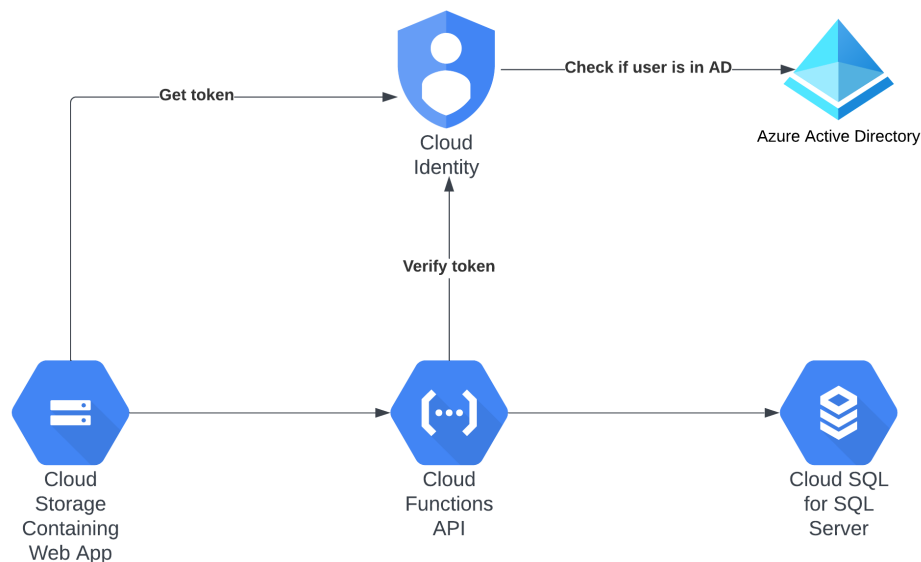 Get token
Check if user is in AD
Cloud
Identity
Azure Active Directory
Verify token
Cloud
Storage
Containing
Web App
Cloud
Functions
API
Cloud SQL
for SQL
Server